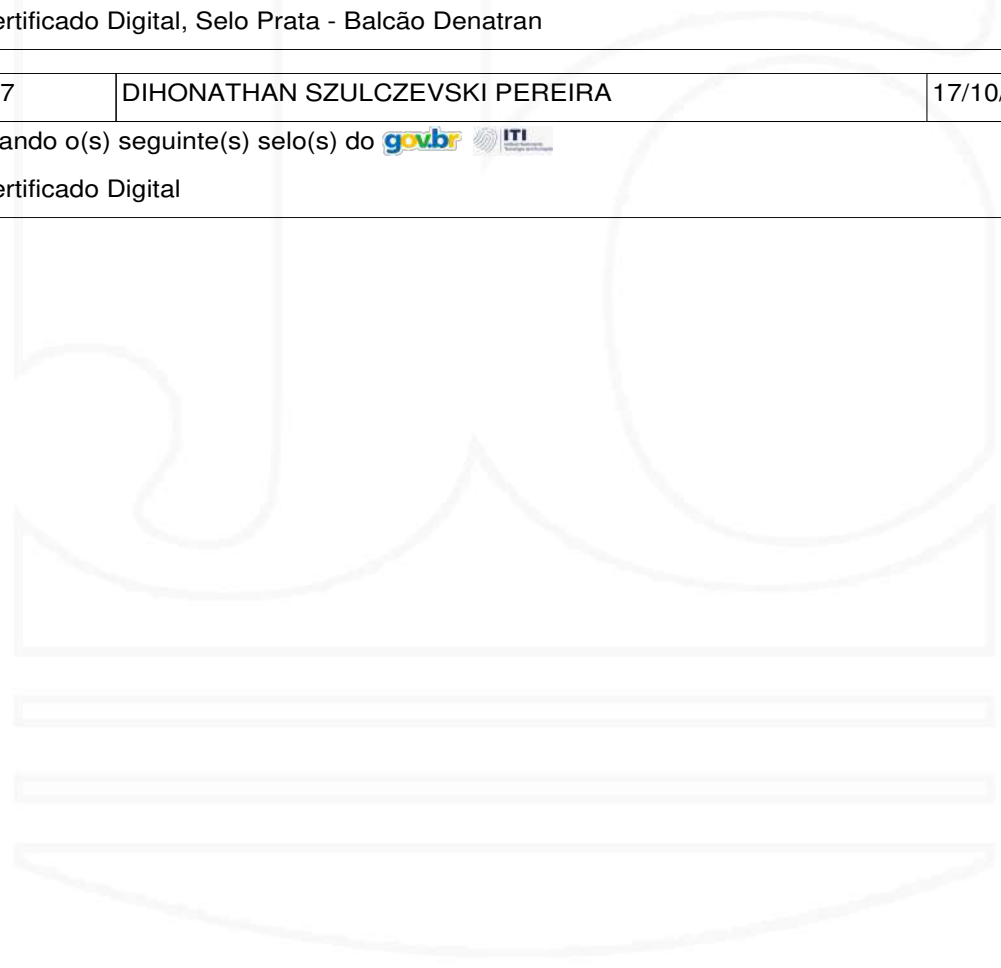 ertificado Digital, Selo Prata - Balcão Denatran
7 DIHONATHAN SZULCZEVSKI PEREIRA 17/10/
ando o(s) seguinte(s) selo(s) do gov.br ITI
ertificado Digital